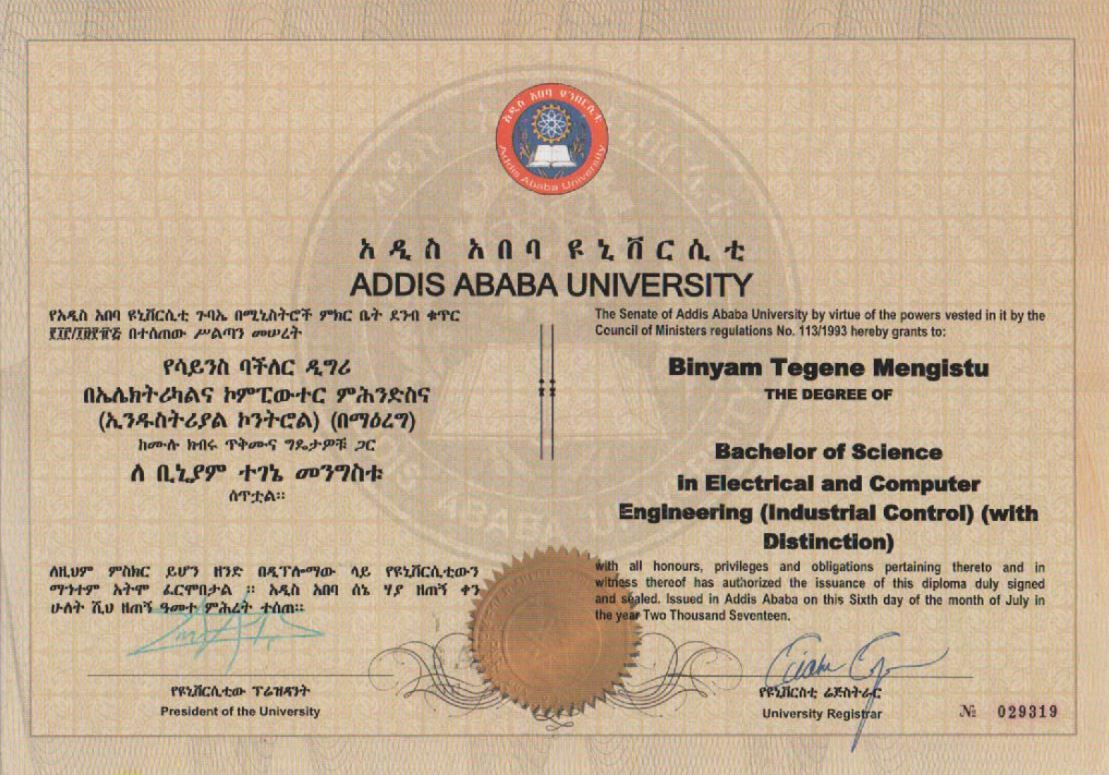 አዲስ አበባ ዩኒቨርሲቲ
Addis Ababa University
አዲስ አበባ ዩኒቨርሲቲ
ADDIS ABABA UNIVERSITY
የአዲስ አበባ ዩኒቨርሲቲ ጉባኤ በሚኒስትሮች ምክር ቤት ደንብ ቁጥር
፻፲፫/፲፱፻፹፭ በተሰጠው ሥልጣን መሠረት
የሳይንስ ባችለር ዲግሪ
በኤሌክትሪካልና ኮምፒውተር ምሕንድስና
(ኢንዱስትሪያል ኮንትሮል) (በማዕረግ)
ከሙሉ ክብሩ ጥቅሙና ግዴታዎቹ ጋር
ለ ቢኒያም ተገኔ መንግስቱ
ሰጥቷል።
ለዚህም ምስክር ይሆን ዘንድ በዲፕሎማው ላይ የዩኒቨርሲቲውን
ማኅተም አትሞ ፈርሞበታል ። አዲስ አበባ ሰኔ ሃያ ዘጠኝ ቀን
ሁለት ሺህ ዘጠኝ ዓመተ ምሕረት ተሰጠ።
የዩኒቨርሲቲው ፕሬዝዳንት
President of the University
The Senate of Addis Ababa University by virtue of the powers vested in it by the
Council of Ministers regulations No. 113/1993 hereby grants to:
Binyam Tegene Mengistu
THE DEGREE OF
Bachelor of Science
in Electrical and Computer
Engineering (Industrial Control) (with
Distinction)
with all honours, privileges and obligations pertaining thereto and in
witness thereof has authorized the issuance of this diploma duly signed
and sealed. Issued in Addis Ababa on this Sixth day of the month of July in
the year Two Thousand Seventeen.
የዩኒቨርስቲ ሬጅስትራር
University Registrar
№ 029319